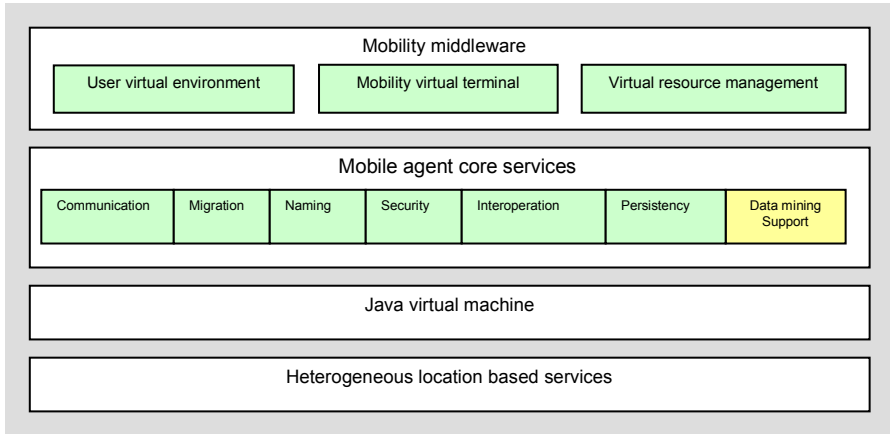 Mobility middleware
User virtual environment
Mobility virtual terminal
Virtual resource management
Mobile agent core services
Communication
Migration
Naming
Security
Interoperation
Persistency
Data mining
Support
Java virtual machine
Heterogeneous location based services